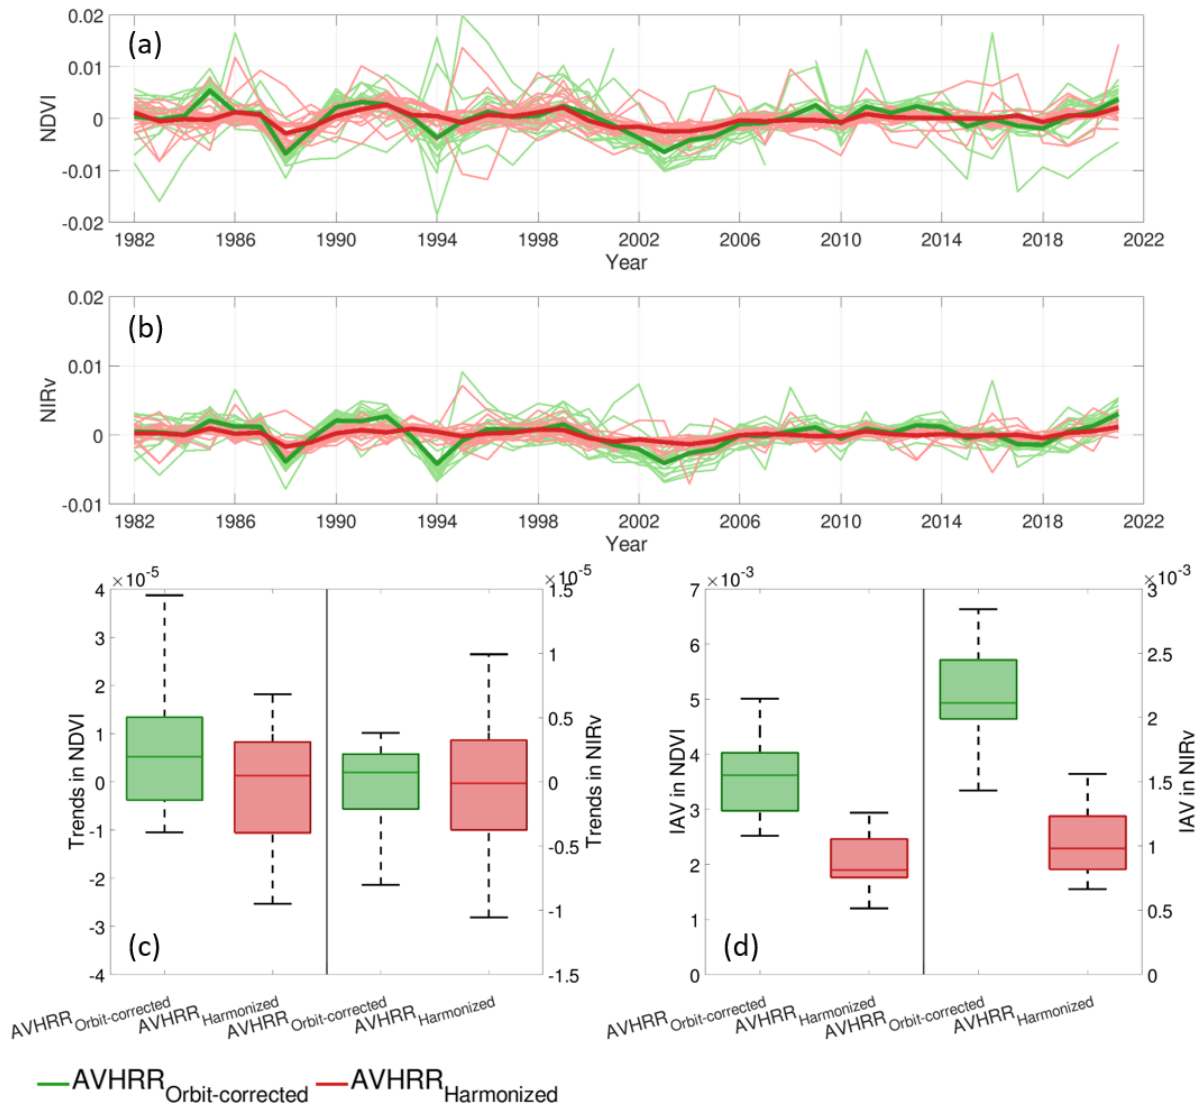 (a)
NDVI
0.02
0.01
0
-0.01
-0.02
1982 1986 1990 1994 1998 2002 2006 2010 2014 2018 2022
Year
(b)
NIRv
0.02
0.01
0
-0.01
1982 1986 1990 1994 1998 2002 2006 2010 2014 2018 2022
Year
(c)
×10-5
Trends in NDVI
4
3
2
1
0
-1
-2
-3
-4
×10-5
Trends in NIRv
1.5
1
0.5
0
-0.5
-1
-1.5
AVHRR Orbit-corrected
AVHRR Harmonized
AVHRR Orbit-corrected
AVHRR Harmonized
(d)
×10-3
IAV in NDVI
7
6
5
4
3
2
1
0
×10-3
IAV in NIRv
3
2.5
2
1.5
1
0.5
0
AVHRR Orbit-corrected
AVHRR Harmonized
AVHRR Orbit-corrected
AVHRR Harmonized
AVHRR Orbit-corrected AVHRR Harmonized